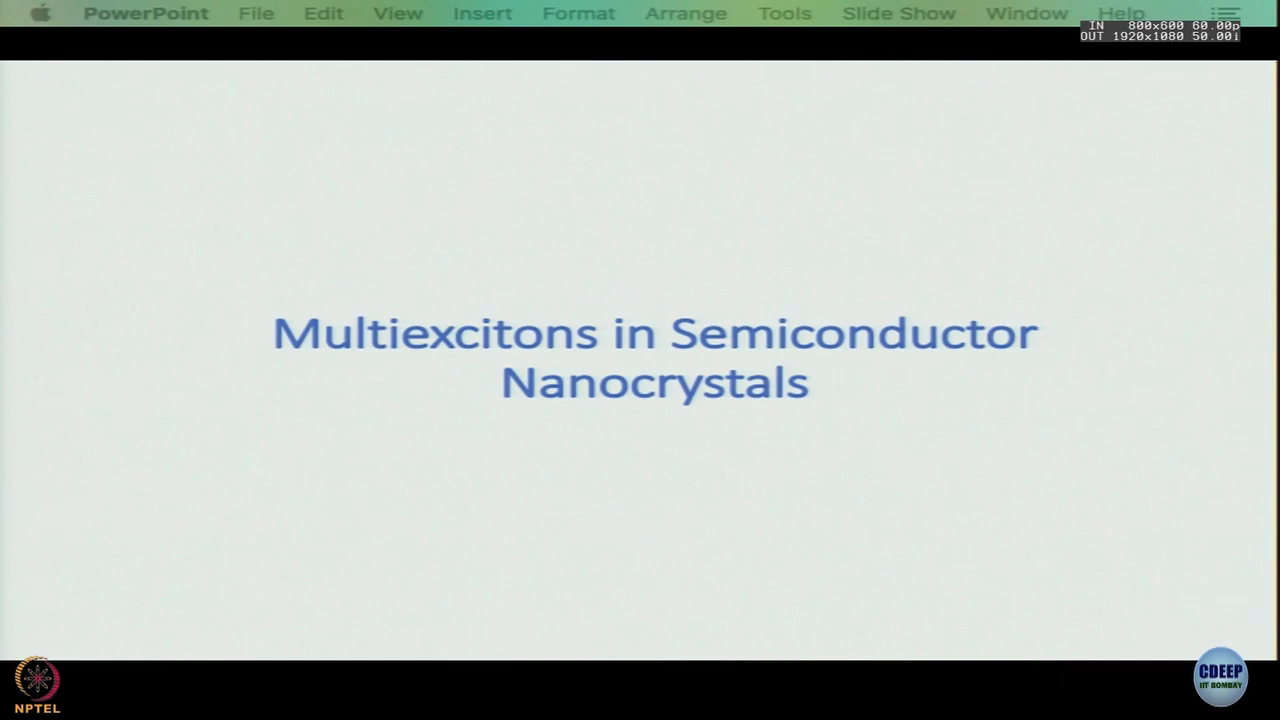 PowerPoint File Edit View Insert Format Arrange Tools Slide Show Window Help
IN 800x600 60.00p
OUT 1920x1080 50.00i
Multiexcitons in Semiconductor
Nanocrystals
NPTEL
CDEEP
IIT BOMBAY